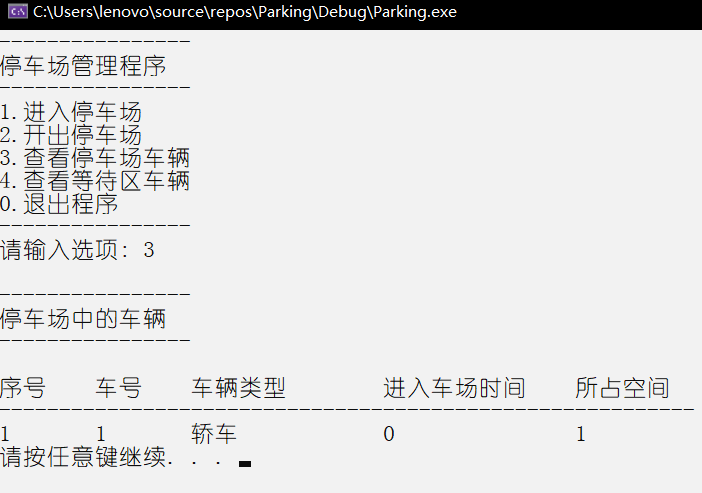 C:\Users\lenovo\source\repos\Parking\Debug\Parking.exe
----------------
停车场管理程序
----------------
1.进入停车场
2.开出停车场
3.查看停车场车辆
4.查看等待区车辆
0.退出程序
----------------
请输入选项: 3
----------------
停车场中的车辆
----------------
序号 车号 车辆类型 进入车场时间 所占空间
----------------------------------------------------------
1 1 轿车 0 1
请按任意键继续. . .